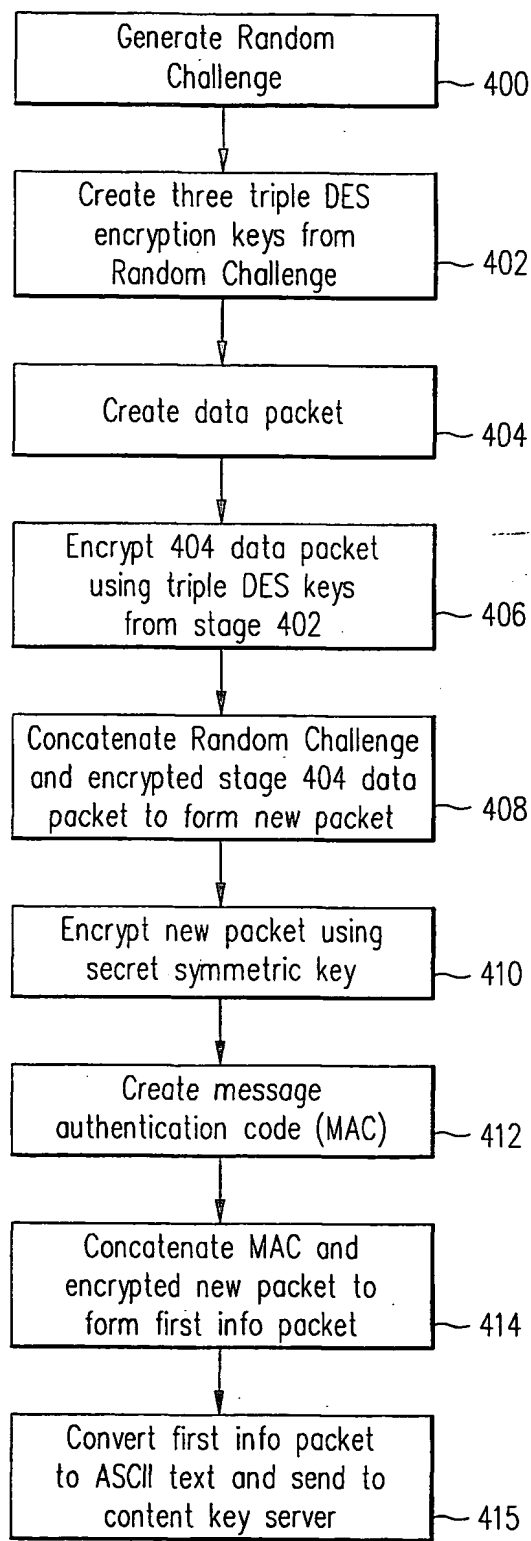 Generate Random
Challenge
400
Create three triple DES
encryption keys from
Random Challenge
402
Create data packet
404
Encrypt 404 data packet
using triple DES keys
from stage 402
406
Concatenate Random Challenge
and encrypted stage 404 data
packet to form new packet
408
Encrypt new packet using
secret symmetric key
410
Create message
authentication code (MAC)
412
Concatenate MAC and
encrypted new packet to
form first info packet
414
Convert first info packet
to ASCII text and send to
content key server
415